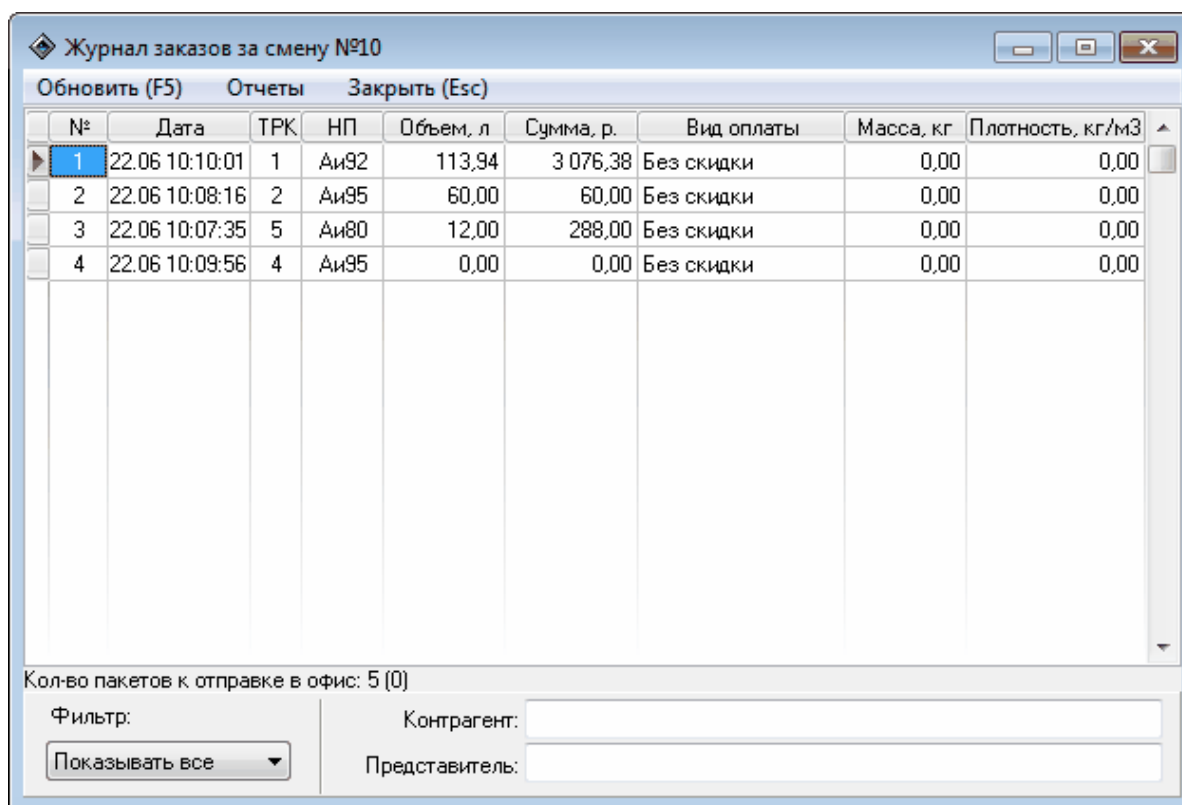 Журнал заказов за смену №10
Обновить (F5) Отчеты Закрыть (Esc)
№ Дата ТРК НП Объем, л Сумма, р. Вид оплаты Масса, кг Плотность, кг/м3
1 22.06 10:10:01 1 Аи92 113,94 3 076,38 Без скидки 0,00 0,00
2 22.06 10:08:16 2 Аи95 60,00 60,00 Без скидки 0,00 0,00
3 22.06 10:07:35 5 Аи80 12,00 288,00 Без скидки 0,00 0,00
4 22.06 10:09:56 4 Аи95 0,00 0,00 Без скидки 0,00 0,00
Кол-во пакетов к отправке в офис: 5 (0)
Фильтр: Контрагент:
Показывать все Представитель: